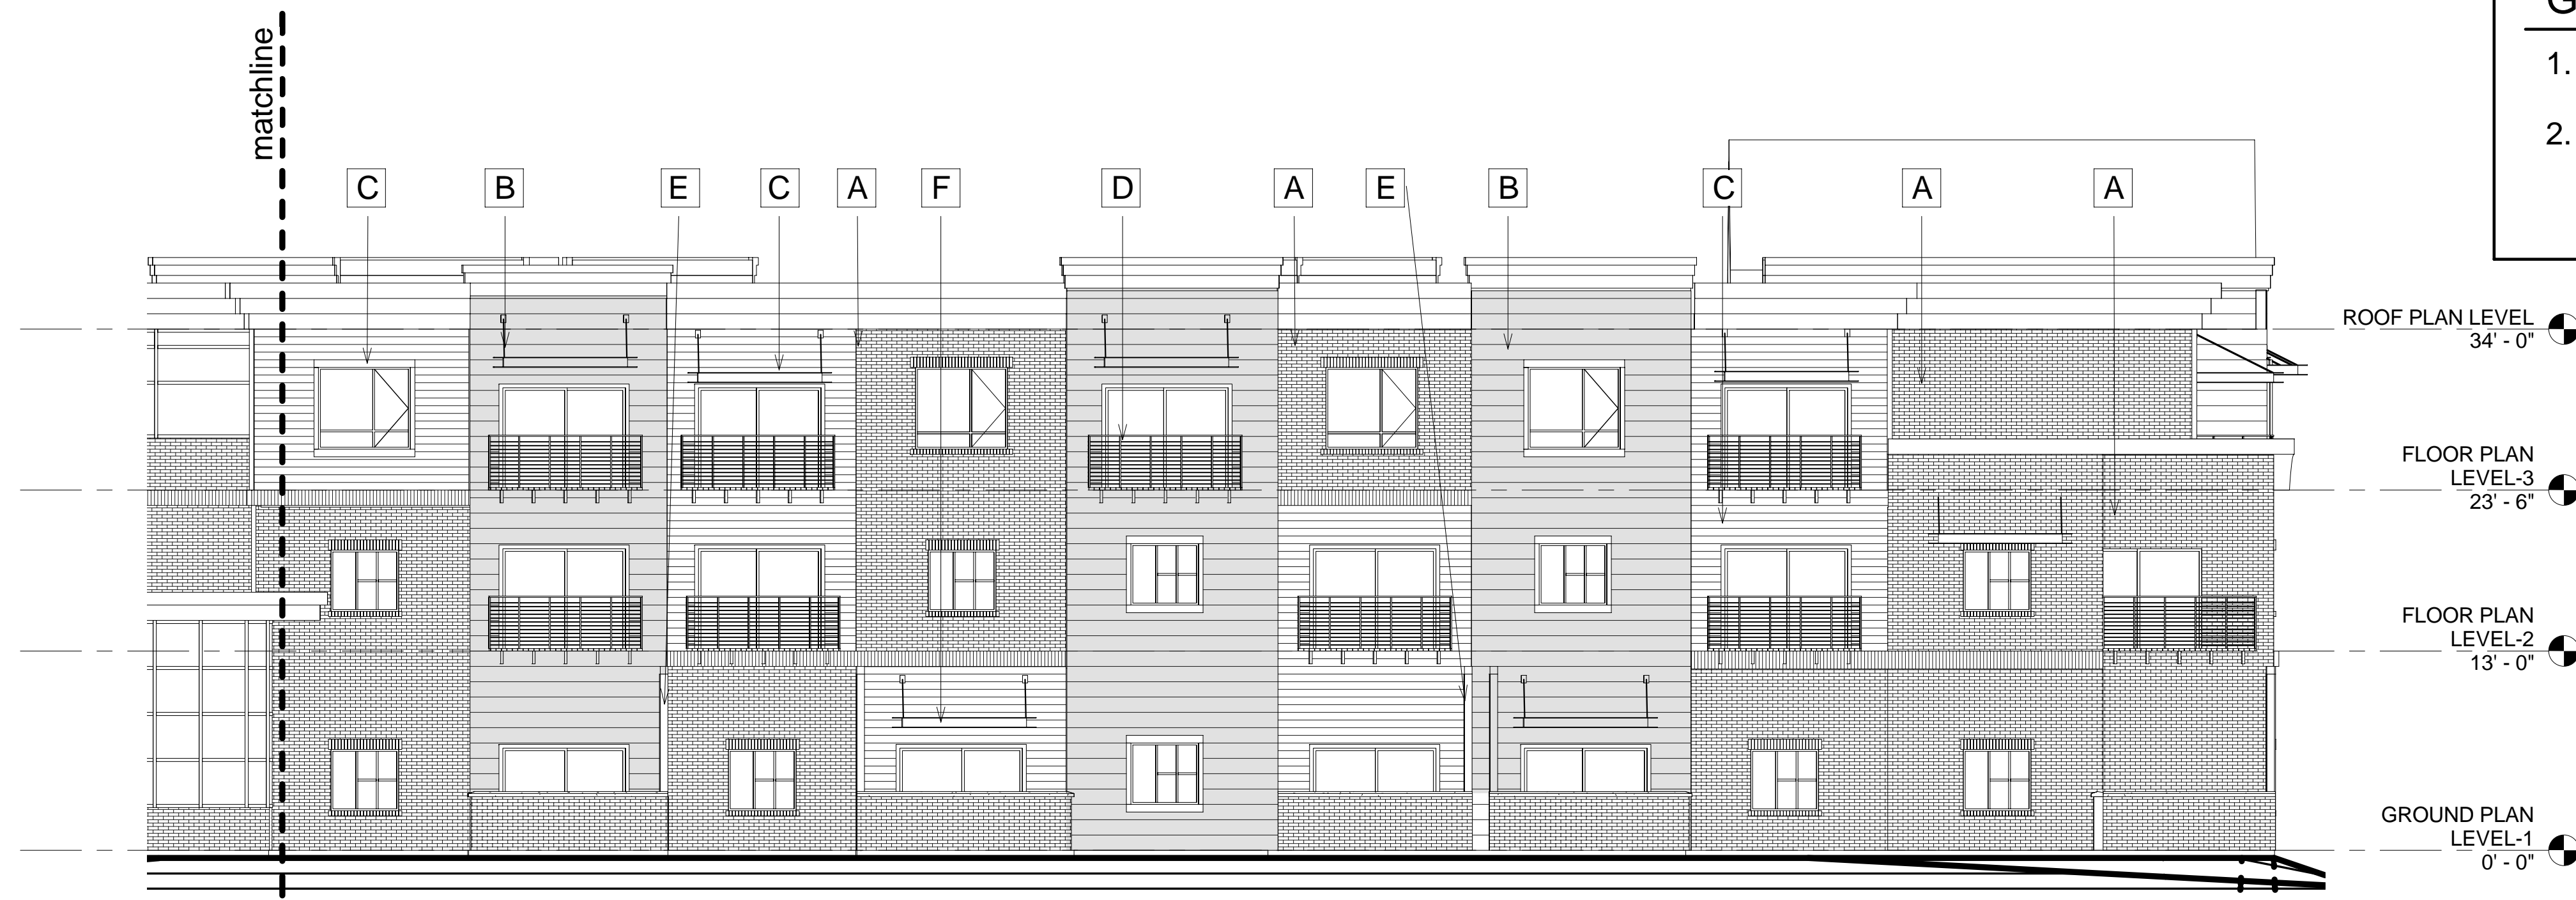 matchline
G
1.
2.
C B E C A F D A E B C A A
ROOF PLAN LEVEL
34' - 0"
FLOOR PLAN
LEVEL-3
23' - 6"
FLOOR PLAN
LEVEL-2
13' - 0"
GROUND PLAN
LEVEL-1
0' - 0"